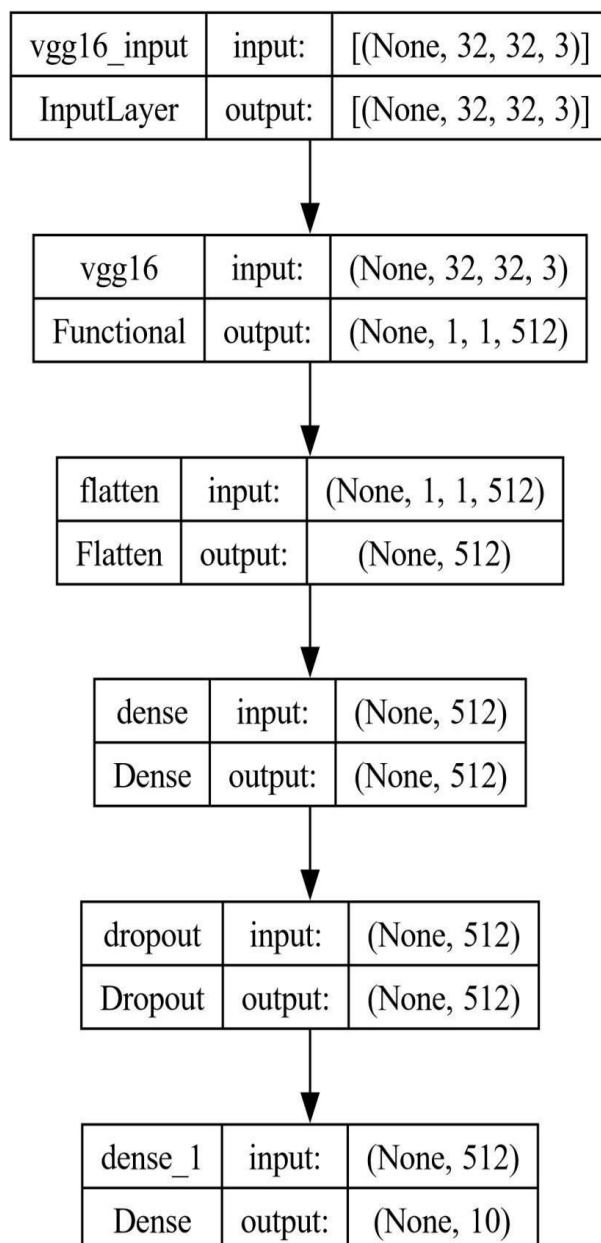 vgg16_input input: [(None, 32, 32, 3)]
InputLayer output: [(None, 32, 32, 3)]
vgg16 input: (None, 32, 32, 3)
Functional output: (None, 1, 1, 512)
flatten input: (None, 1, 1, 512)
Flatten output: (None, 512)
dense input: (None, 512)
Dense output: (None, 512)
dropout input: (None, 512)
Dropout output: (None, 512)
dense_1 input: (None, 512)
Dense output: (None, 10)